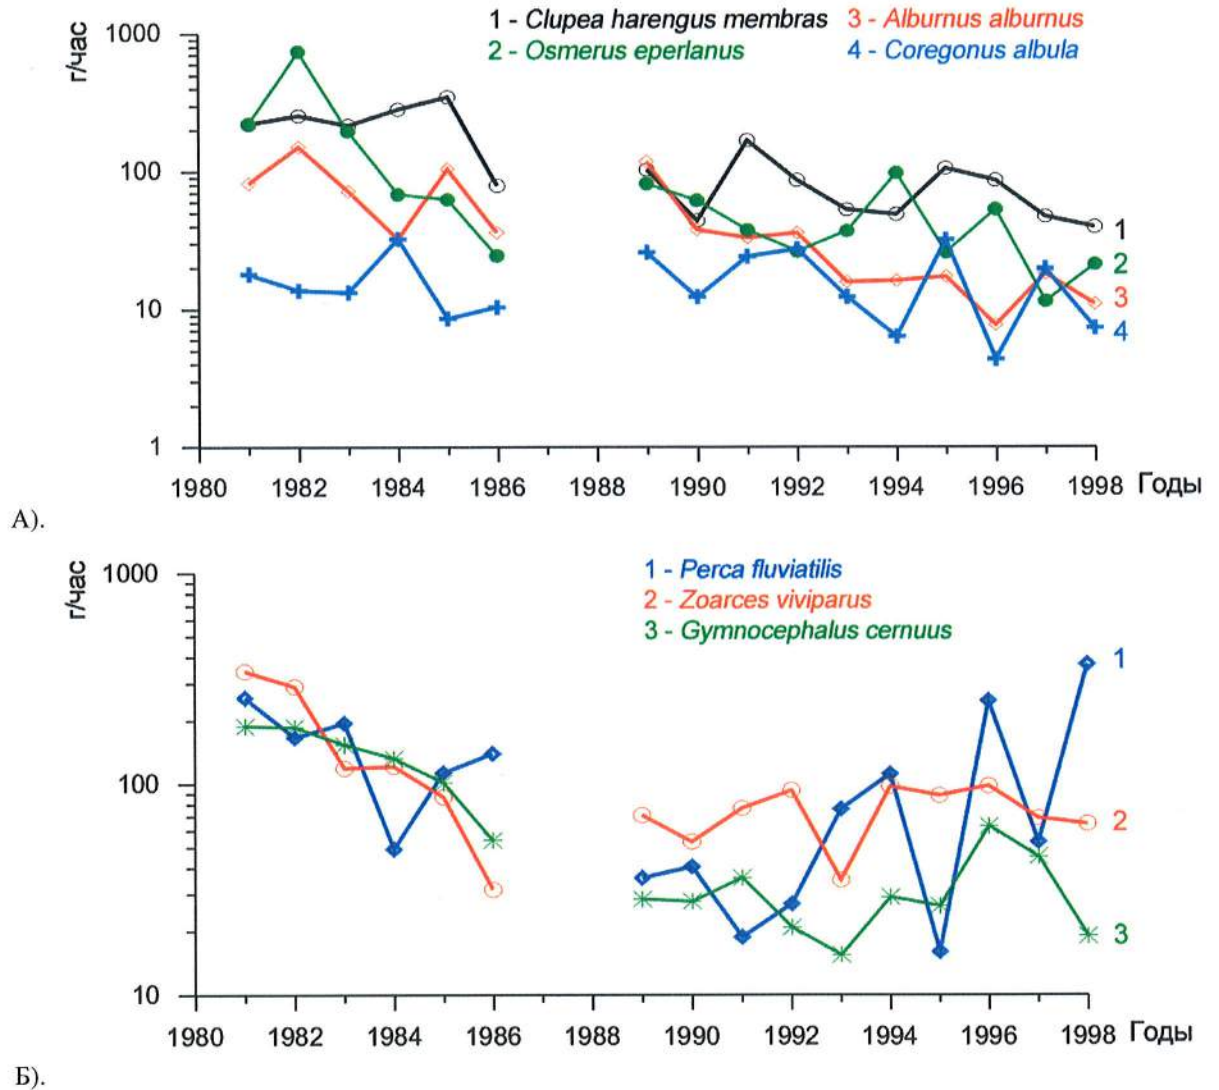 1 - Clupea harengus membras 3 - Alburnus alburnus
2 - Osmerus eperlanus 4 - Coregonus albula
г/час
1000
100
10
1
1
2
3
4
1980 1982 1984 1986 1988 1990 1992 1994 1996 1998 Годы
А).
г/час
1 - Perca fluviatilis
2 - Zoarces viviparus
3 - Gymnocephalus cernuus
1000
100
10
1
2
3
1980 1982 1984 1986 1988 1990 1992 1994 1996 1998 Годы
Б).